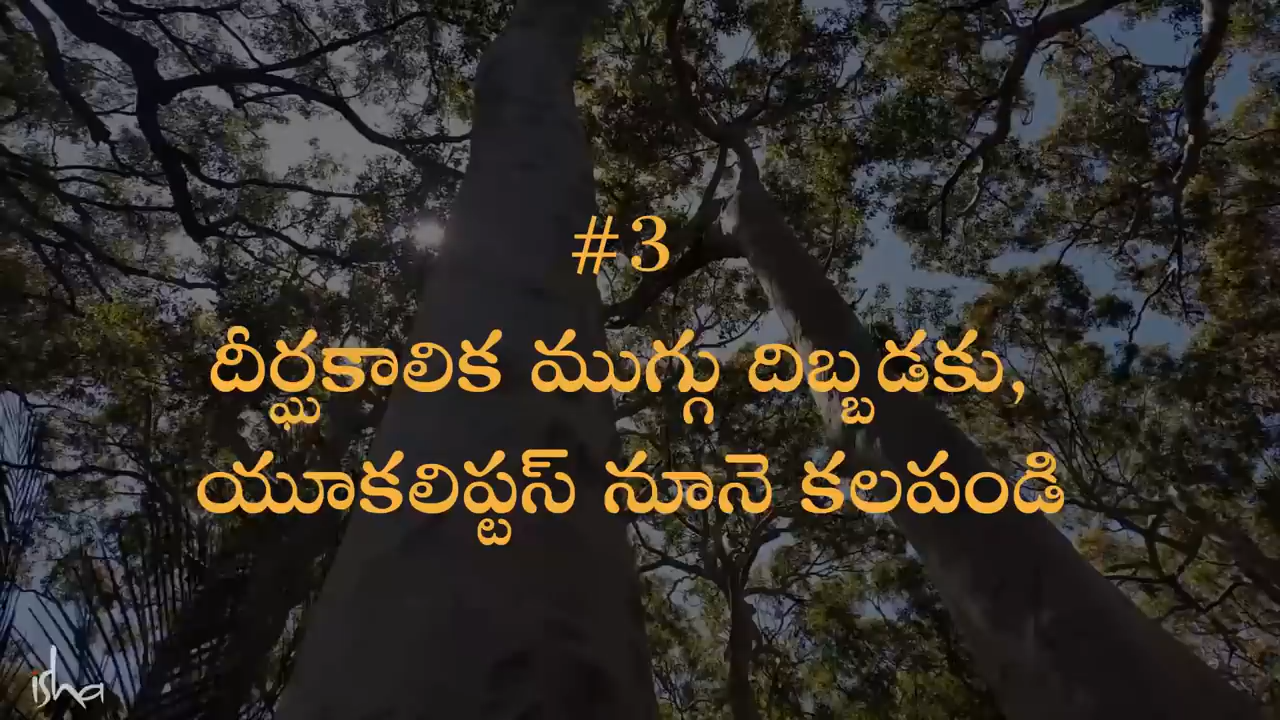 #3
దీర్ఘకాలిక ముగ్గు దిబ్బడకు,
యూకలిప్టస్ నూనె కలపండి
isha